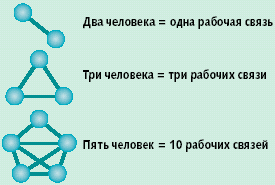 Два человека = одна рабочая связь
Три человека = три рабочих связи
Пять человек = 10 рабочих связей